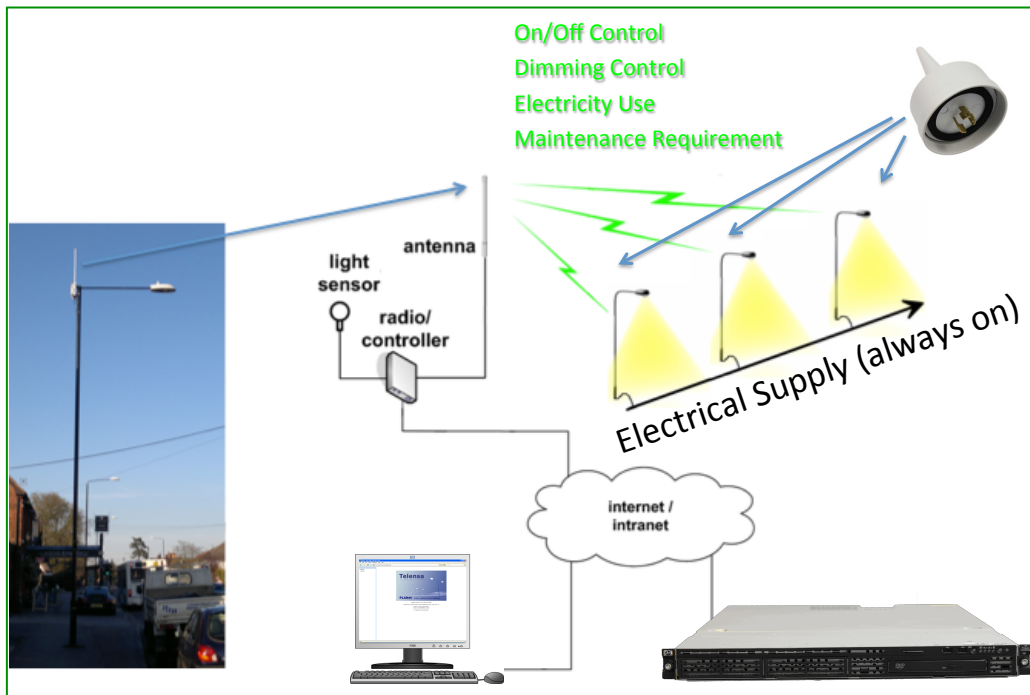 On/Off Control
Dimming Control
Electricity Use
Maintenance Requirement
antenna
light
sensor
radio/
controller
Electrical Supply (always on)
internet /
intranet
Telensa